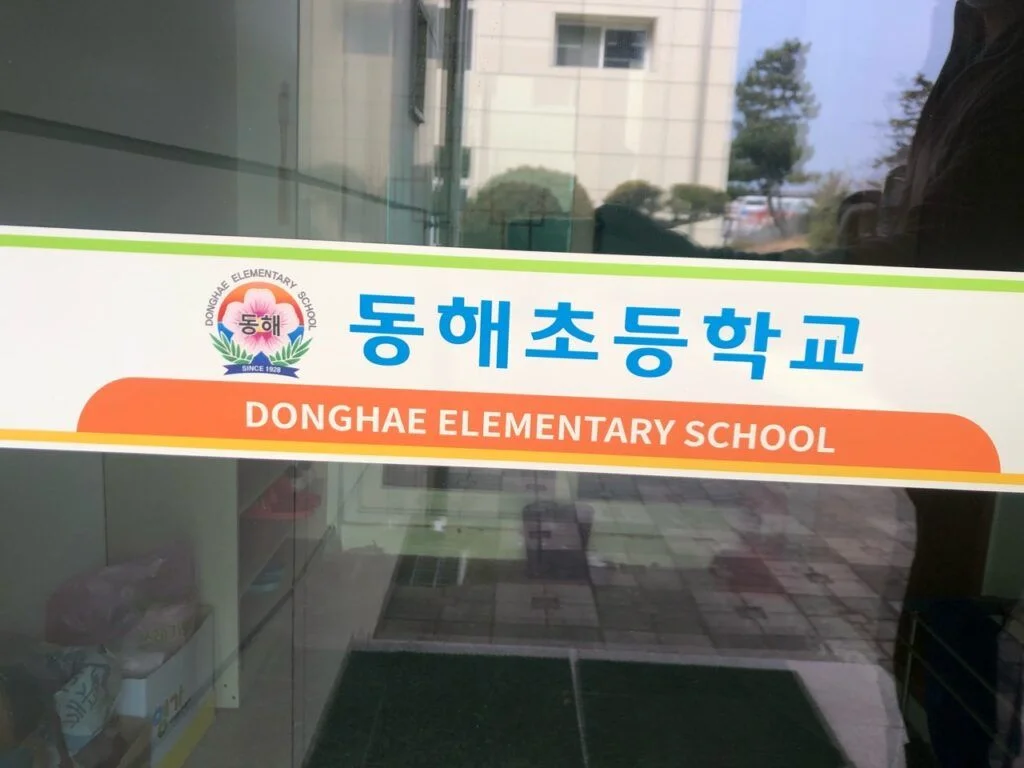 DONGHAE ELEMENTARY SCHOOL
동해
SINCE 1928
동해초등학교
DONGHAE ELEMENTARY SCHOOL